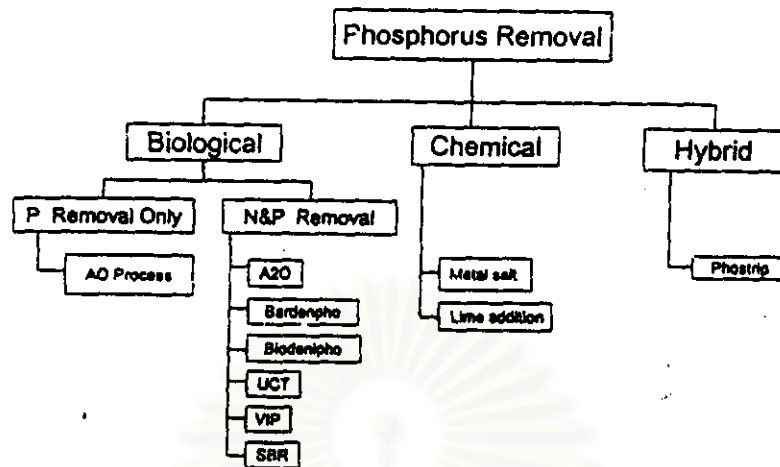 Phosphorus Removal
Biological
Chemical
Hybrid
P Removal Only
N&P Removal
AO Process
A2O
Bardenpho
Biodenipho
UCT
VIP
SBR
Metal salt
Lime addition
Phostrip